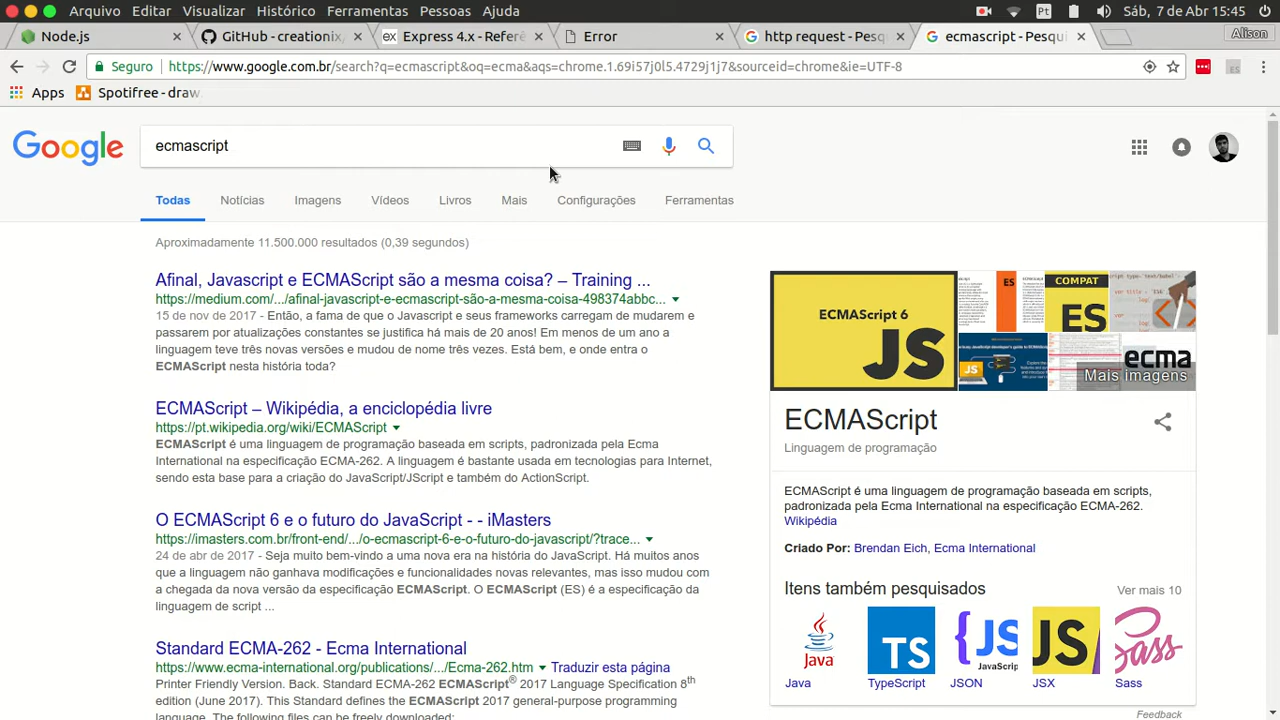 Arquivo Editar Visualizar Histórico Ferramentas Pessoas Ajuda Pt Sáb, 7 de Abr 15:45
Node.js GitHub - creationix/ Express 4.x - Referê Error http request - Pesqu ecmascript - Pesqui Alison
Seguro https://www.google.com.br/search?q=ecmascript&oq=ecma&aqs=chrome.1.69i57j0l5.4729j1j7&sourceid=chrome&ie=UTF-8
Apps Spotifree - draw
Google ecmascript
Todas Notícias Imagens Vídeos Livros Mais Configurações Ferramentas
Aproximadamente 11.500.000 resultados (0,39 segundos)
Afinal, Javascript e ECMAScript são a mesma coisa? – Training ...
https://medium.com/.../afinal-javascript-e-ecmascript-são-a-mesma-coisa-498374abbc...
15 de nov de 2017 - Então, a fama de que o Javascript e seus frameworks carregam de mudarem e
passarem por atualizações constantes se justifica há mais de 20 anos! Em menos de um ano a
linguagem teve três novas versões e mudou de nome três vezes. Está bem, e onde entra o
ECMAScript nesta história toda?
ECMAScript – Wikipédia, a enciclopédia livre
https://pt.wikipedia.org/wiki/ECMAScript
ECMAScript é uma linguagem de programação baseada em scripts, padronizada pela Ecma
International na especificação ECMA-262. A linguagem é bastante usada em tecnologias para Internet,
sendo esta base para a criação do JavaScript/JScript e também do ActionScript.
O ECMAScript 6 e o futuro do JavaScript - - iMasters
https://imasters.com.br/front-end/.../o-ecmascript-6-e-o-futuro-do-javascript/?trace...
24 de abr de 2017 - Seja muito bem-vindo a uma nova era na história do JavaScript. Há muitos anos
que a linguagem não ganhava modificações e funcionalidades novas relevantes, mas isso mudou com
a chegada da nova versão da especificação ECMAScript. O ECMAScript (ES) é a especificação da
linguagem de script ...
Standard ECMA-262 - Ecma International
https://www.ecma-international.org/publications/.../Ecma-262.htm Traduzir esta página
Printer Friendly Version. Back. Standard ECMA-262 ECMAScript® 2017 Language Specification 8th
edition (June 2017). This Standard defines the ECMAScript 2017 general-purpose programming
language. The following files can be freely downloaded:
ECMAScript 6
JS
ES
COMPAT
ES
JS
ecma
Mais imagens
ECMAScript
Linguagem de programação
ECMAScript é uma linguagem de programação baseada em scripts,
padronizada pela Ecma International na especificação ECMA-262.
Wikipédia
Criado Por: Brendan Eich, Ecma International
Itens também pesquisados Ver mais 10
TS JS JS Sass
Java TypeScript JSON JSX Sass
Feedback